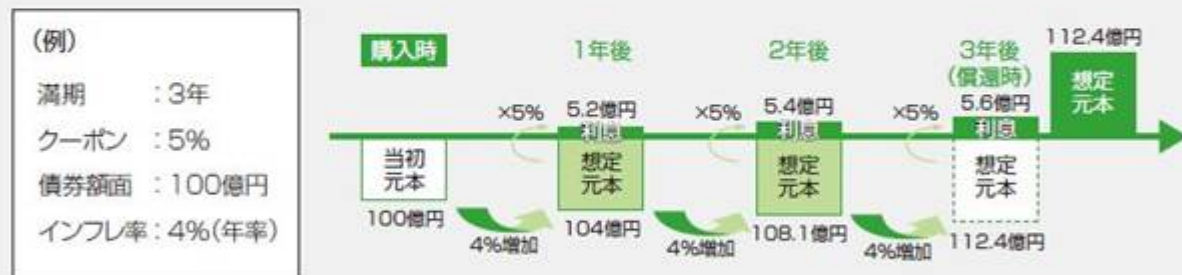 (例)
満期 :3年
クーポン :5%
債券額面 :100億円
インフレ率:4%(年率)
購入時
当初
元本
100億円
4%増加
1年後
×5%
5.2億円
利息
想定
元本
104億円
4%増加
2年後
×5%
5.4億円
利息
想定
元本
108.1億円
4%増加
3年後
(償還時)
×5%
5.6億円
利息
想定
元本
112.4億円
112.4億円
想定
元本